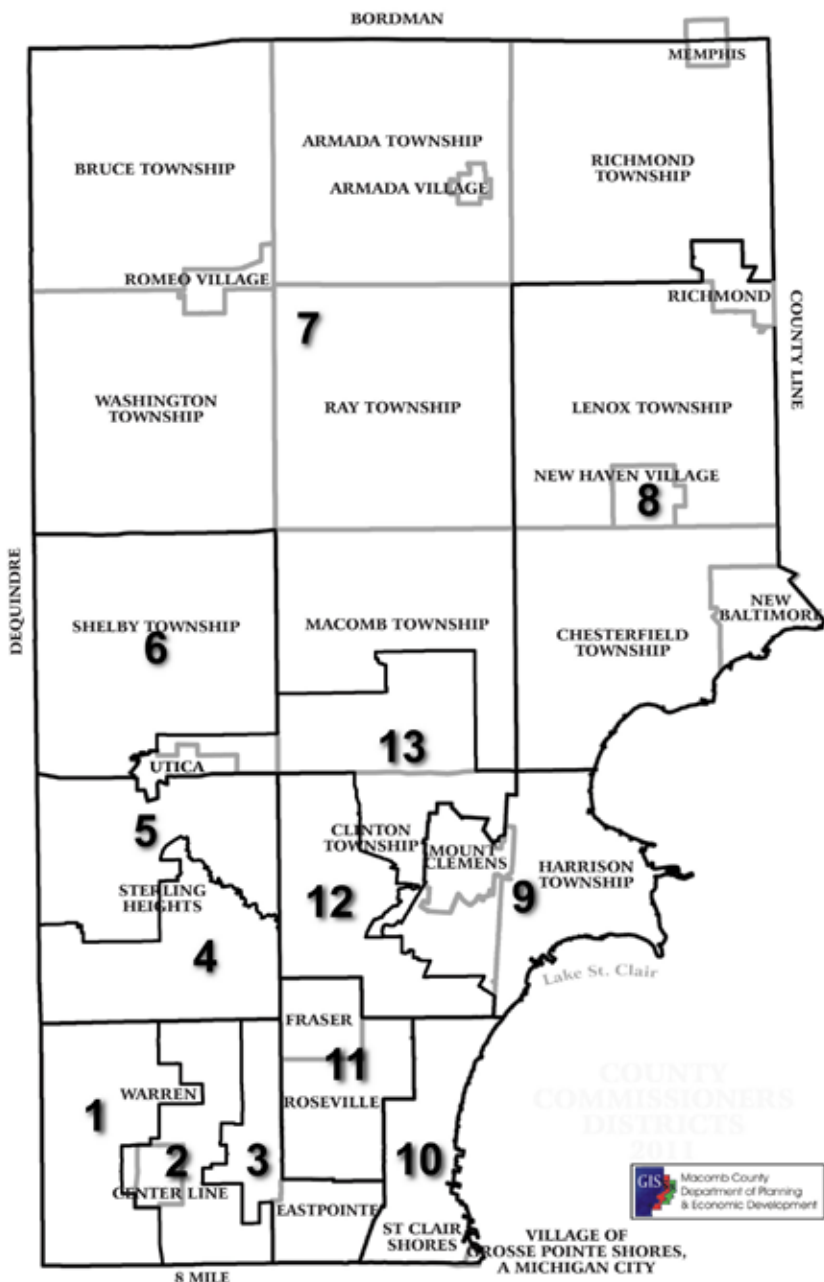 BORDMAN
MEMPHIS
BRUCE TOWNSHIP
ARMADA TOWNSHIP
ARMADA VILLAGE
RICHMOND
TOWNSHIP
ROMEO VILLAGE
RICHMOND
COUNTY LINE
7
WASHINGTON
TOWNSHIP
RAY TOWNSHIP
LENOX TOWNSHIP
NEW HAVEN VILLAGE
8
DEQUINDRE
SHELBY TOWNSHIP
6
MACOMB TOWNSHIP
CHESTERFIELD
TOWNSHIP
NEW
BALTIMORE
13
UTICA
5
STERLING
HEIGHTS
4
CLINTON
TOWNSHIP
12
MOUNT
CLEMENS
9
HARRISON
TOWNSHIP
Lake St. Clair
FRASER
11
ROSEVILLE
1
WARREN
2
CENTER LINE
3
10
EASTPOINTE
ST CLAIR
SHORES
COUNTY
COMMISSIONERS
DISTRICTS
2011
GIS
Macomb County
Department of Planning
& Economic Development
VILLAGE OF
GROSSE POINTE SHORES,
A MICHIGAN CITY
8 MILE